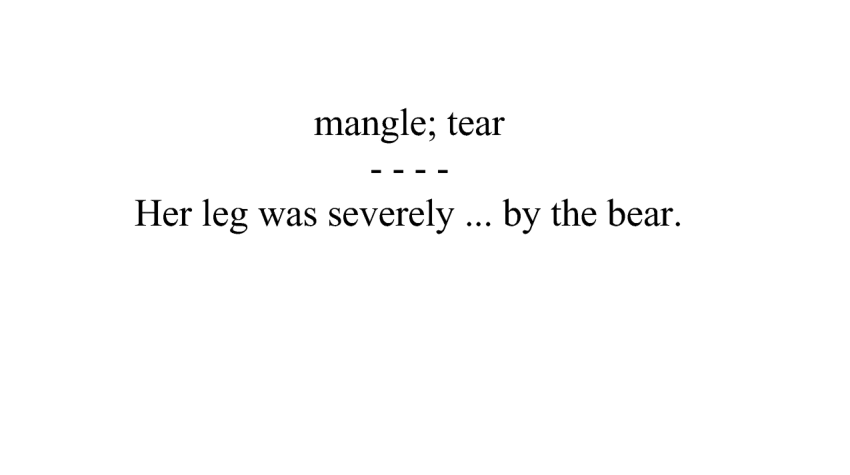 mangle; tear
- - - -
Her leg was severely ... by the bear.